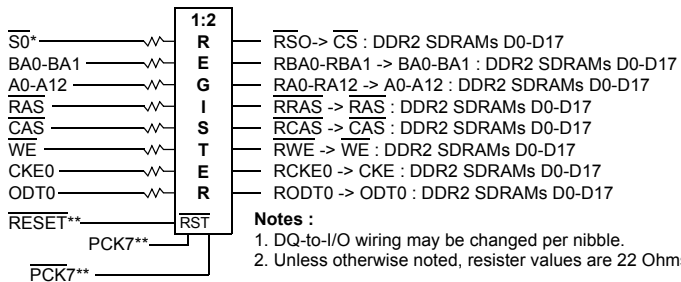 1:2
S0* R RSO-> CS : DDR2 SDRAMs D0-D17
BA0-BA1 E RBA0-RBA1 -> BA0-BA1 : DDR2 SDRAMs D0-D17
A0-A12 G RA0-RA12 -> A0-A12 : DDR2 SDRAMs D0-D17
RAS I RRAS -> RAS : DDR2 SDRAMs D0-D17
CAS S RCAS -> CAS : DDR2 SDRAMs D0-D17
WE T RWE -> WE : DDR2 SDRAMs D0-D17
CKE0 E RCKE0 -> CKE : DDR2 SDRAMs D0-D17
ODT0 R RODT0 -> ODT0 : DDR2 SDRAMs D0-D17
RESET** RST Notes :
PCK7** 1. DQ-to-I/O wiring may be changed per nibble.
PCK7** 2. Unless otherwise noted, resister values are 22 Ohms